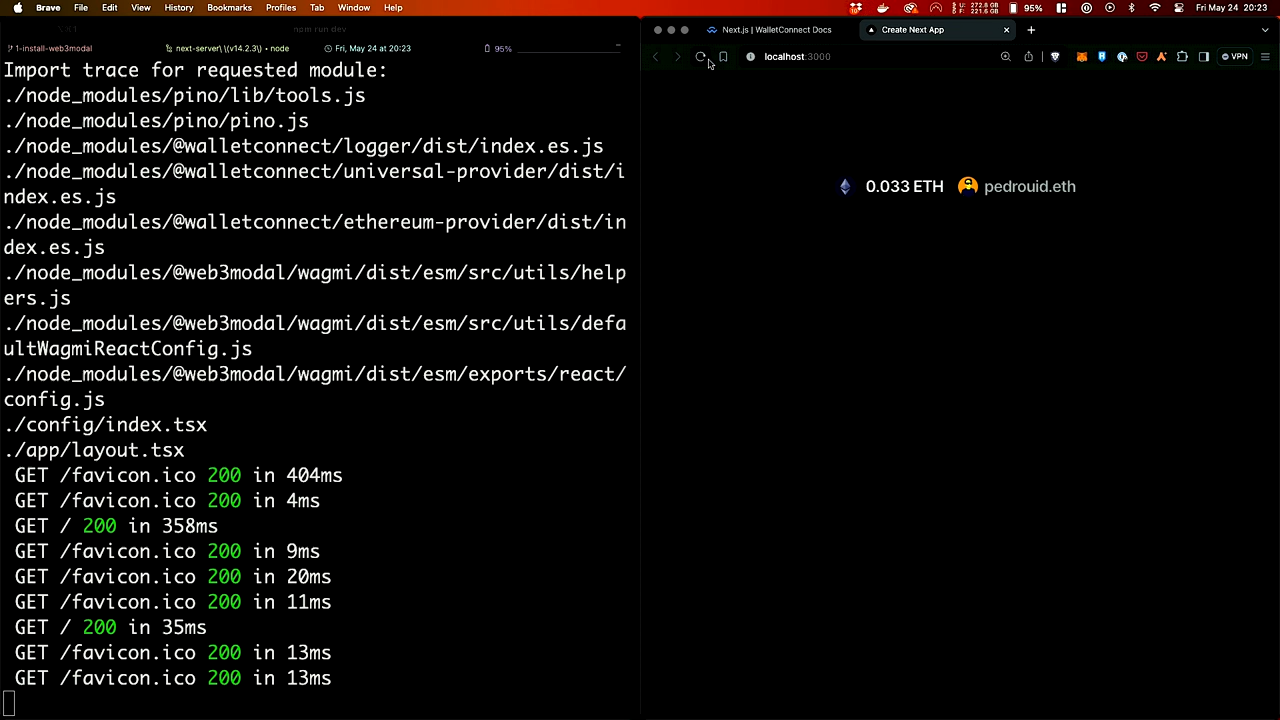 Brave File Edit View History Bookmarks Profiles Tab Window Help
95% Fri May 24 20:23
npm run dev
1-install-web3modal next-server\ \(v14.2.3\) • node Fri, May 24 at 20:23 95%
Import trace for requested module:
./node_modules/pino/lib/tools.js
./node_modules/pino/pino.js
./node_modules/@walletconnect/logger/dist/index.es.js
./node_modules/@walletconnect/universal-provider/dist/i
ndex.es.js
./node_modules/@walletconnect/ethereum-provider/dist/in
dex.es.js
./node_modules/@web3modal/wagmi/dist/esm/src/utils/help
ers.js
./node_modules/@web3modal/wagmi/dist/esm/src/utils/defa
ultWagmiReactConfig.js
./node_modules/@web3modal/wagmi/dist/esm/exports/react/
config.js
./config/index.tsx
./app/layout.tsx
GET /favicon.ico 200 in 404ms
GET /favicon.ico 200 in 4ms
GET / 200 in 358ms
GET /favicon.ico 200 in 9ms
GET /favicon.ico 200 in 20ms
GET /favicon.ico 200 in 11ms
GET / 200 in 35ms
GET /favicon.ico 200 in 13ms
GET /favicon.ico 200 in 13ms
Next.js | WalletConnect Docs
Create Next App
localhost:3000
VPN
0.033 ETH pedrouid.eth